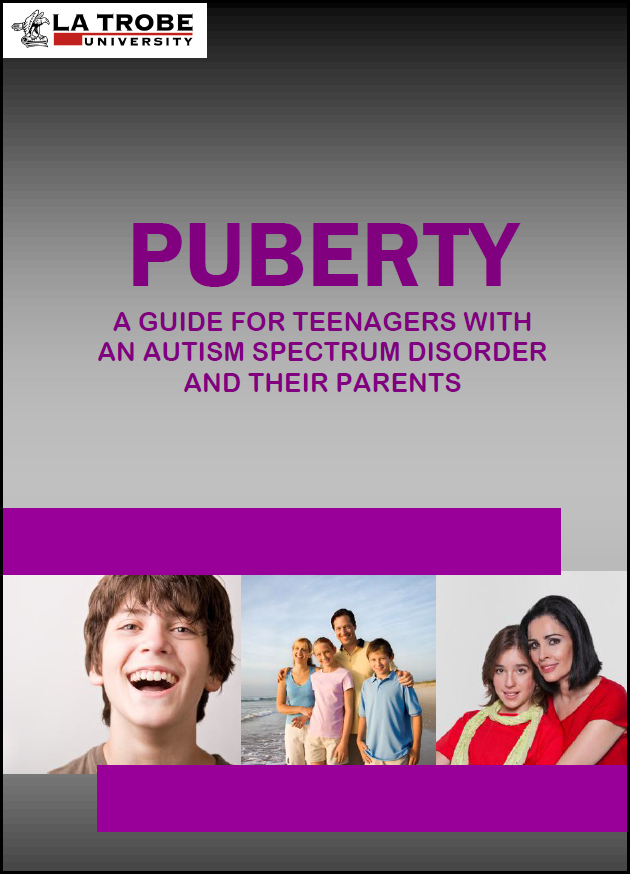 LA TROBE
UNIVERSITY
PUBERTY
A GUIDE FOR TEENAGERS WITH
AN AUTISM SPECTRUM DISORDER
AND THEIR PARENTS